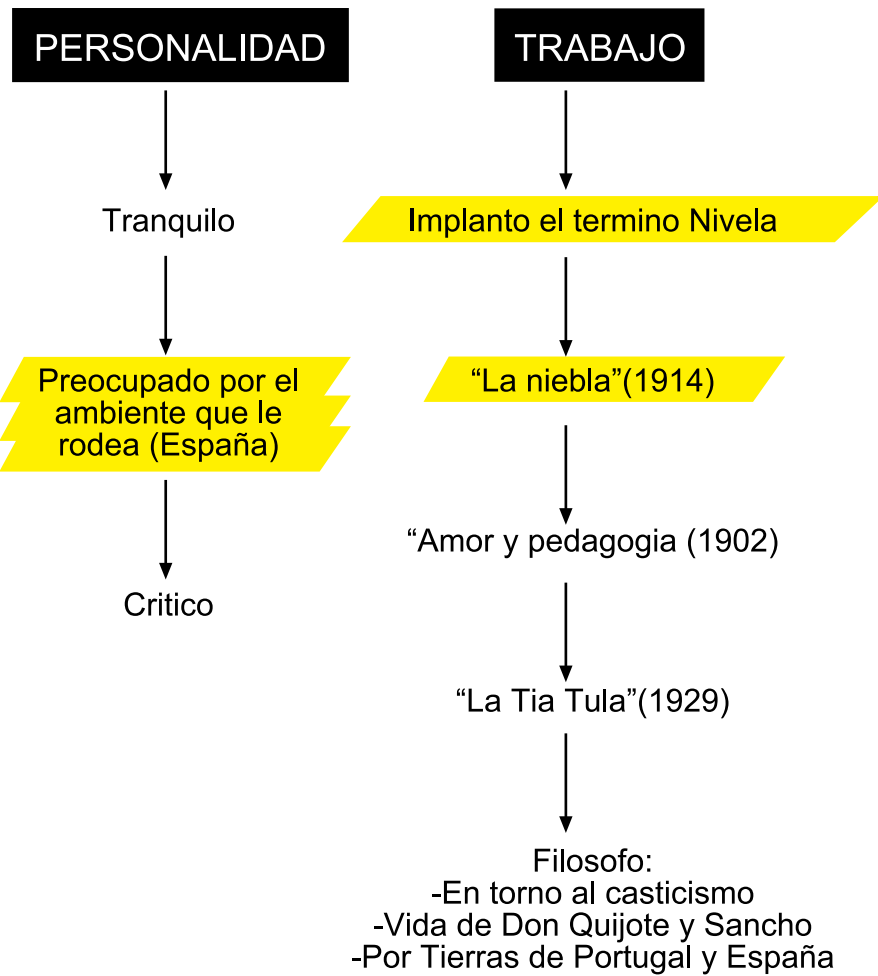 PERSONALIDAD
Tranquilo
Preocupado por el
ambiente que le
rodea (España)
Critico
TRABAJO
Implanto el termino Nivela
“La niebla”(1914)
“Amor y pedagogia (1902)
“La Tia Tula”(1929)
Filosofo:
-En torno al casticismo
-Vida de Don Quijote y Sancho
-Por Tierras de Portugal y España